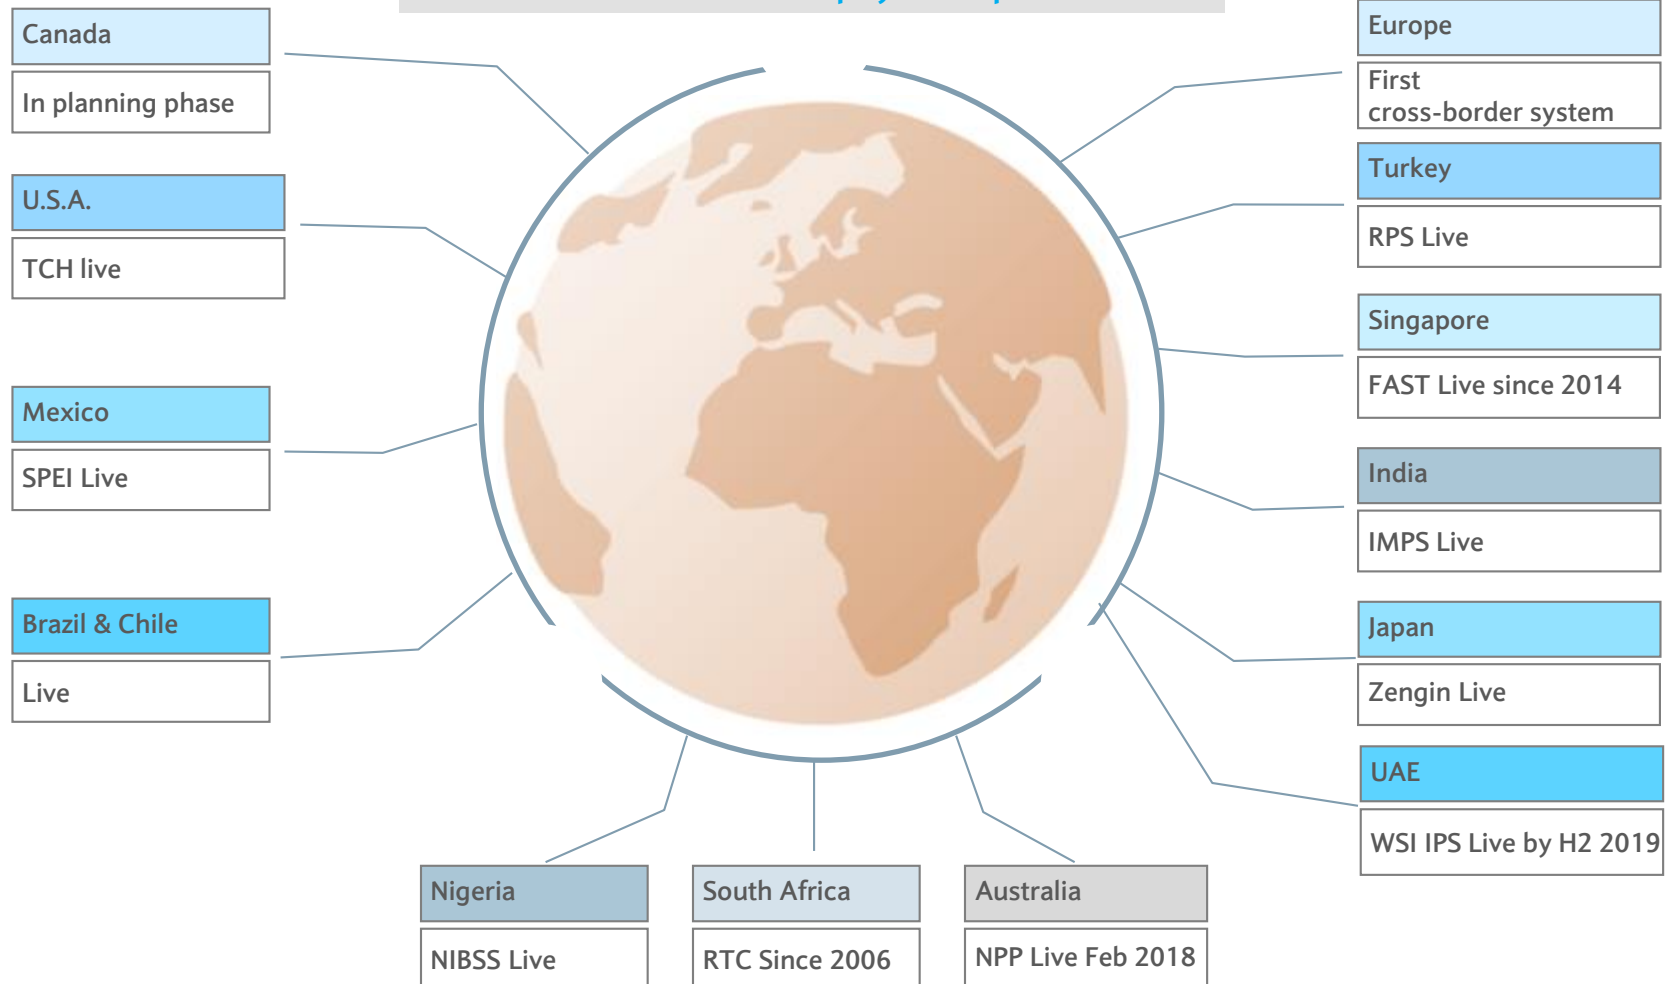 Canada
In planning phase
U.S.A.
TCH live
Mexico
SPEI Live
Brazil & Chile
Live
Europe
First
cross-border system
Turkey
RPS Live
Singapore
FAST Live since 2014
India
IMPS Live
Japan
Zengin Live
UAE
WSI IPS Live by H2 2019
Nigeria
NIBSS Live
South Africa
RTC Since 2006
Australia
NPP Live Feb 2018